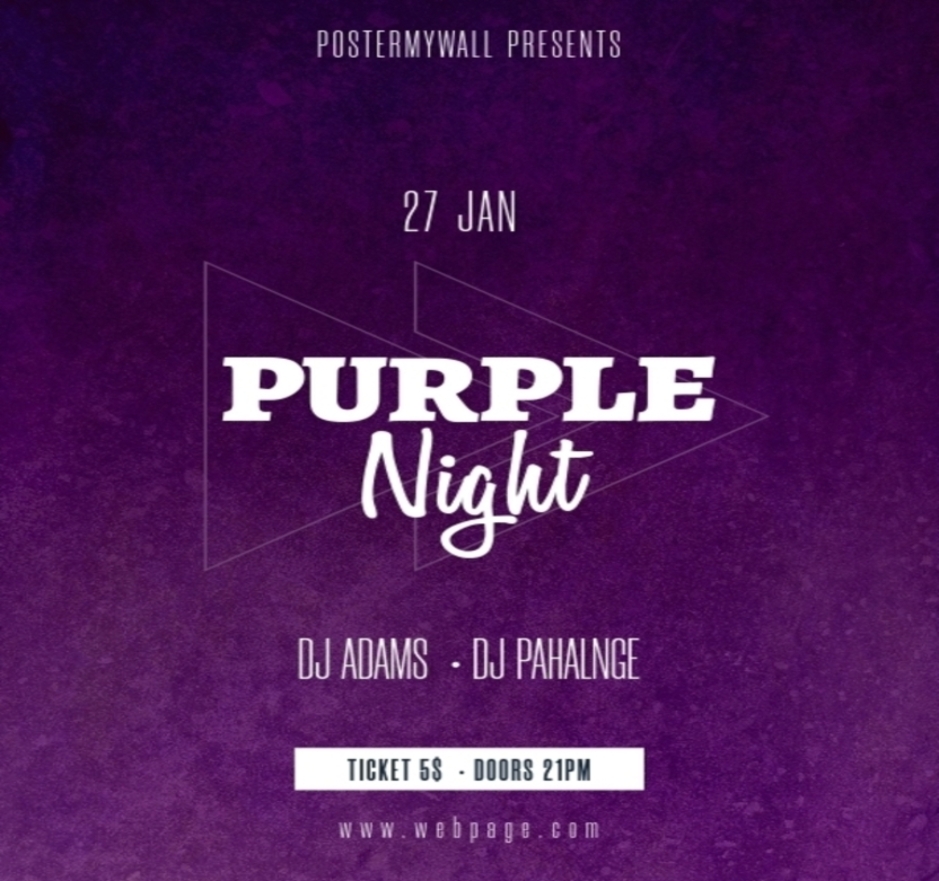 POSTERMYWALL PRESENTS
27 JAN
PURPLE
Night
DJ ADAMS · DJ PAHALNGE
TICKET 5$ · DOORS 21PM
www.webpage.com